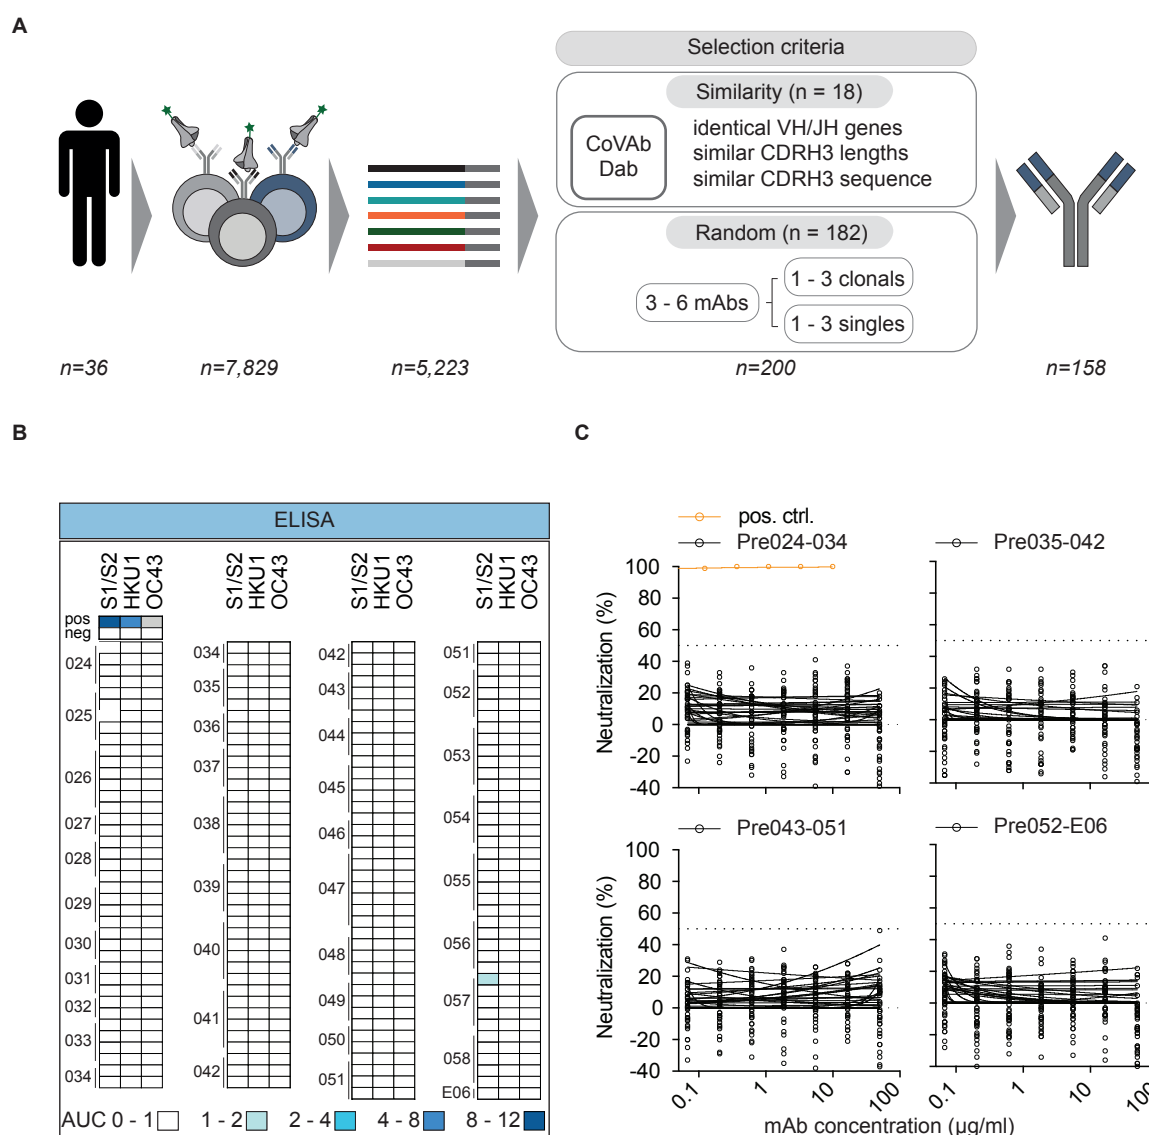 A
Selection criteria
Similarity (n = 18)
CoVAb
Dab
identical VH/JH genes
similar CDRH3 lengths
similar CDRH3 sequence
Random (n = 182)
3 - 6 mAbs
1 - 3 clonals
1 - 3 singles
n=36
n=7,829
n=5,223
n=200
n=158
B
ELISA
S1/S2 HKU1 OC43
S1/S2 HKU1 OC43
S1/S2 HKU1 OC43
S1/S2 HKU1 OC43
pos
neg
024
025
026
027
028
029
030
031
032
033
034
034
035
036
037
038
039
040
041
042
042
043
044
045
046
047
048
049
050
051
051
052
053
054
055
056
057
058
E06
AUC 0 - 1
1 - 2
2 - 4
4 - 8
8 - 12
C
pos. ctrl.
Pre024-034
Pre035-042
Neutralization (%)
100
80
60
40
20
0
-20
-40
Pre043-051
Pre052-E06
Neutralization (%)
100
80
60
40
20
0
-20
-40
0.1 1 10 100
0.1 1 10 100
mAb concentration (µg/ml)